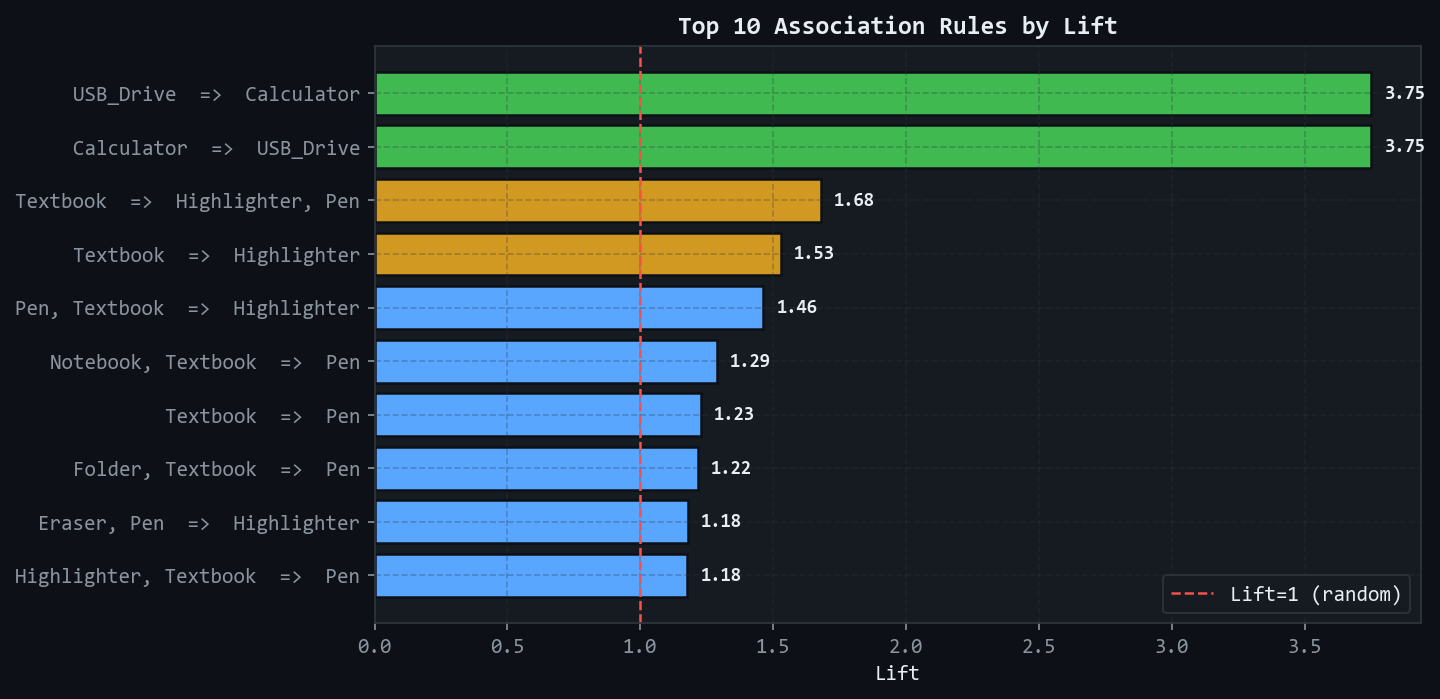 Top 10 Association Rules by Lift
USB_Drive => Calculator 3.75
Calculator => USB_Drive 3.75
Textbook => Highlighter, Pen 1.68
Textbook => Highlighter 1.53
Pen, Textbook => Highlighter 1.46
Notebook, Textbook => Pen 1.29
Textbook => Pen 1.23
Folder, Textbook => Pen 1.22
Eraser, Pen => Highlighter 1.18
Highlighter, Textbook => Pen 1.18
Lift=1 (random)
0.0 0.5 1.0 1.5 2.0 2.5 3.0 3.5
Lift